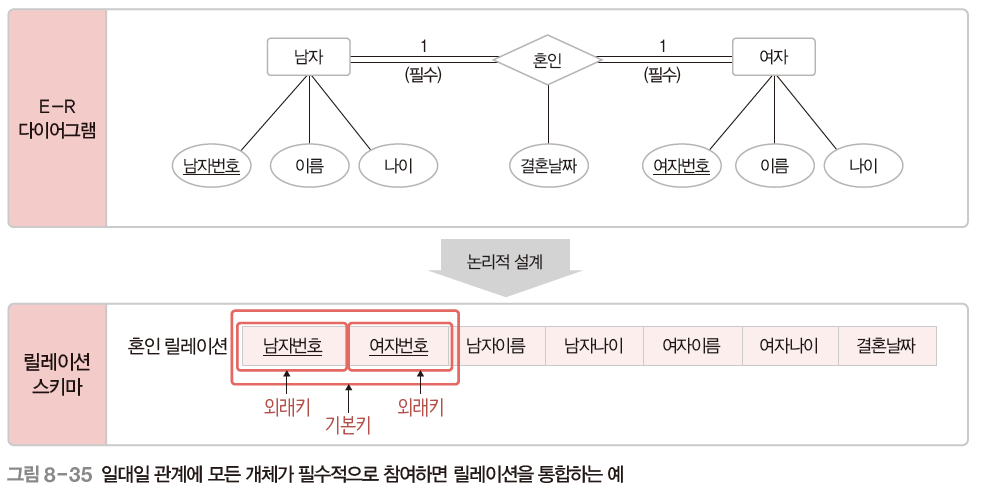 E-R
다이어그램
남자 1 (필수) 혼인 1 (필수) 여자
남자번호 이름 나이 결혼날짜 여자번호 이름 나이
논리적 설계
릴레이션
스키마
혼인 릴레이션 남자번호 여자번호 남자이름 남자나이 여자이름 여자나이 결혼날짜
외래키 기본키 외래키
그림 8-35 일대일 관계에 모든 개체가 필수적으로 참여하면 릴레이션을 통합하는 예